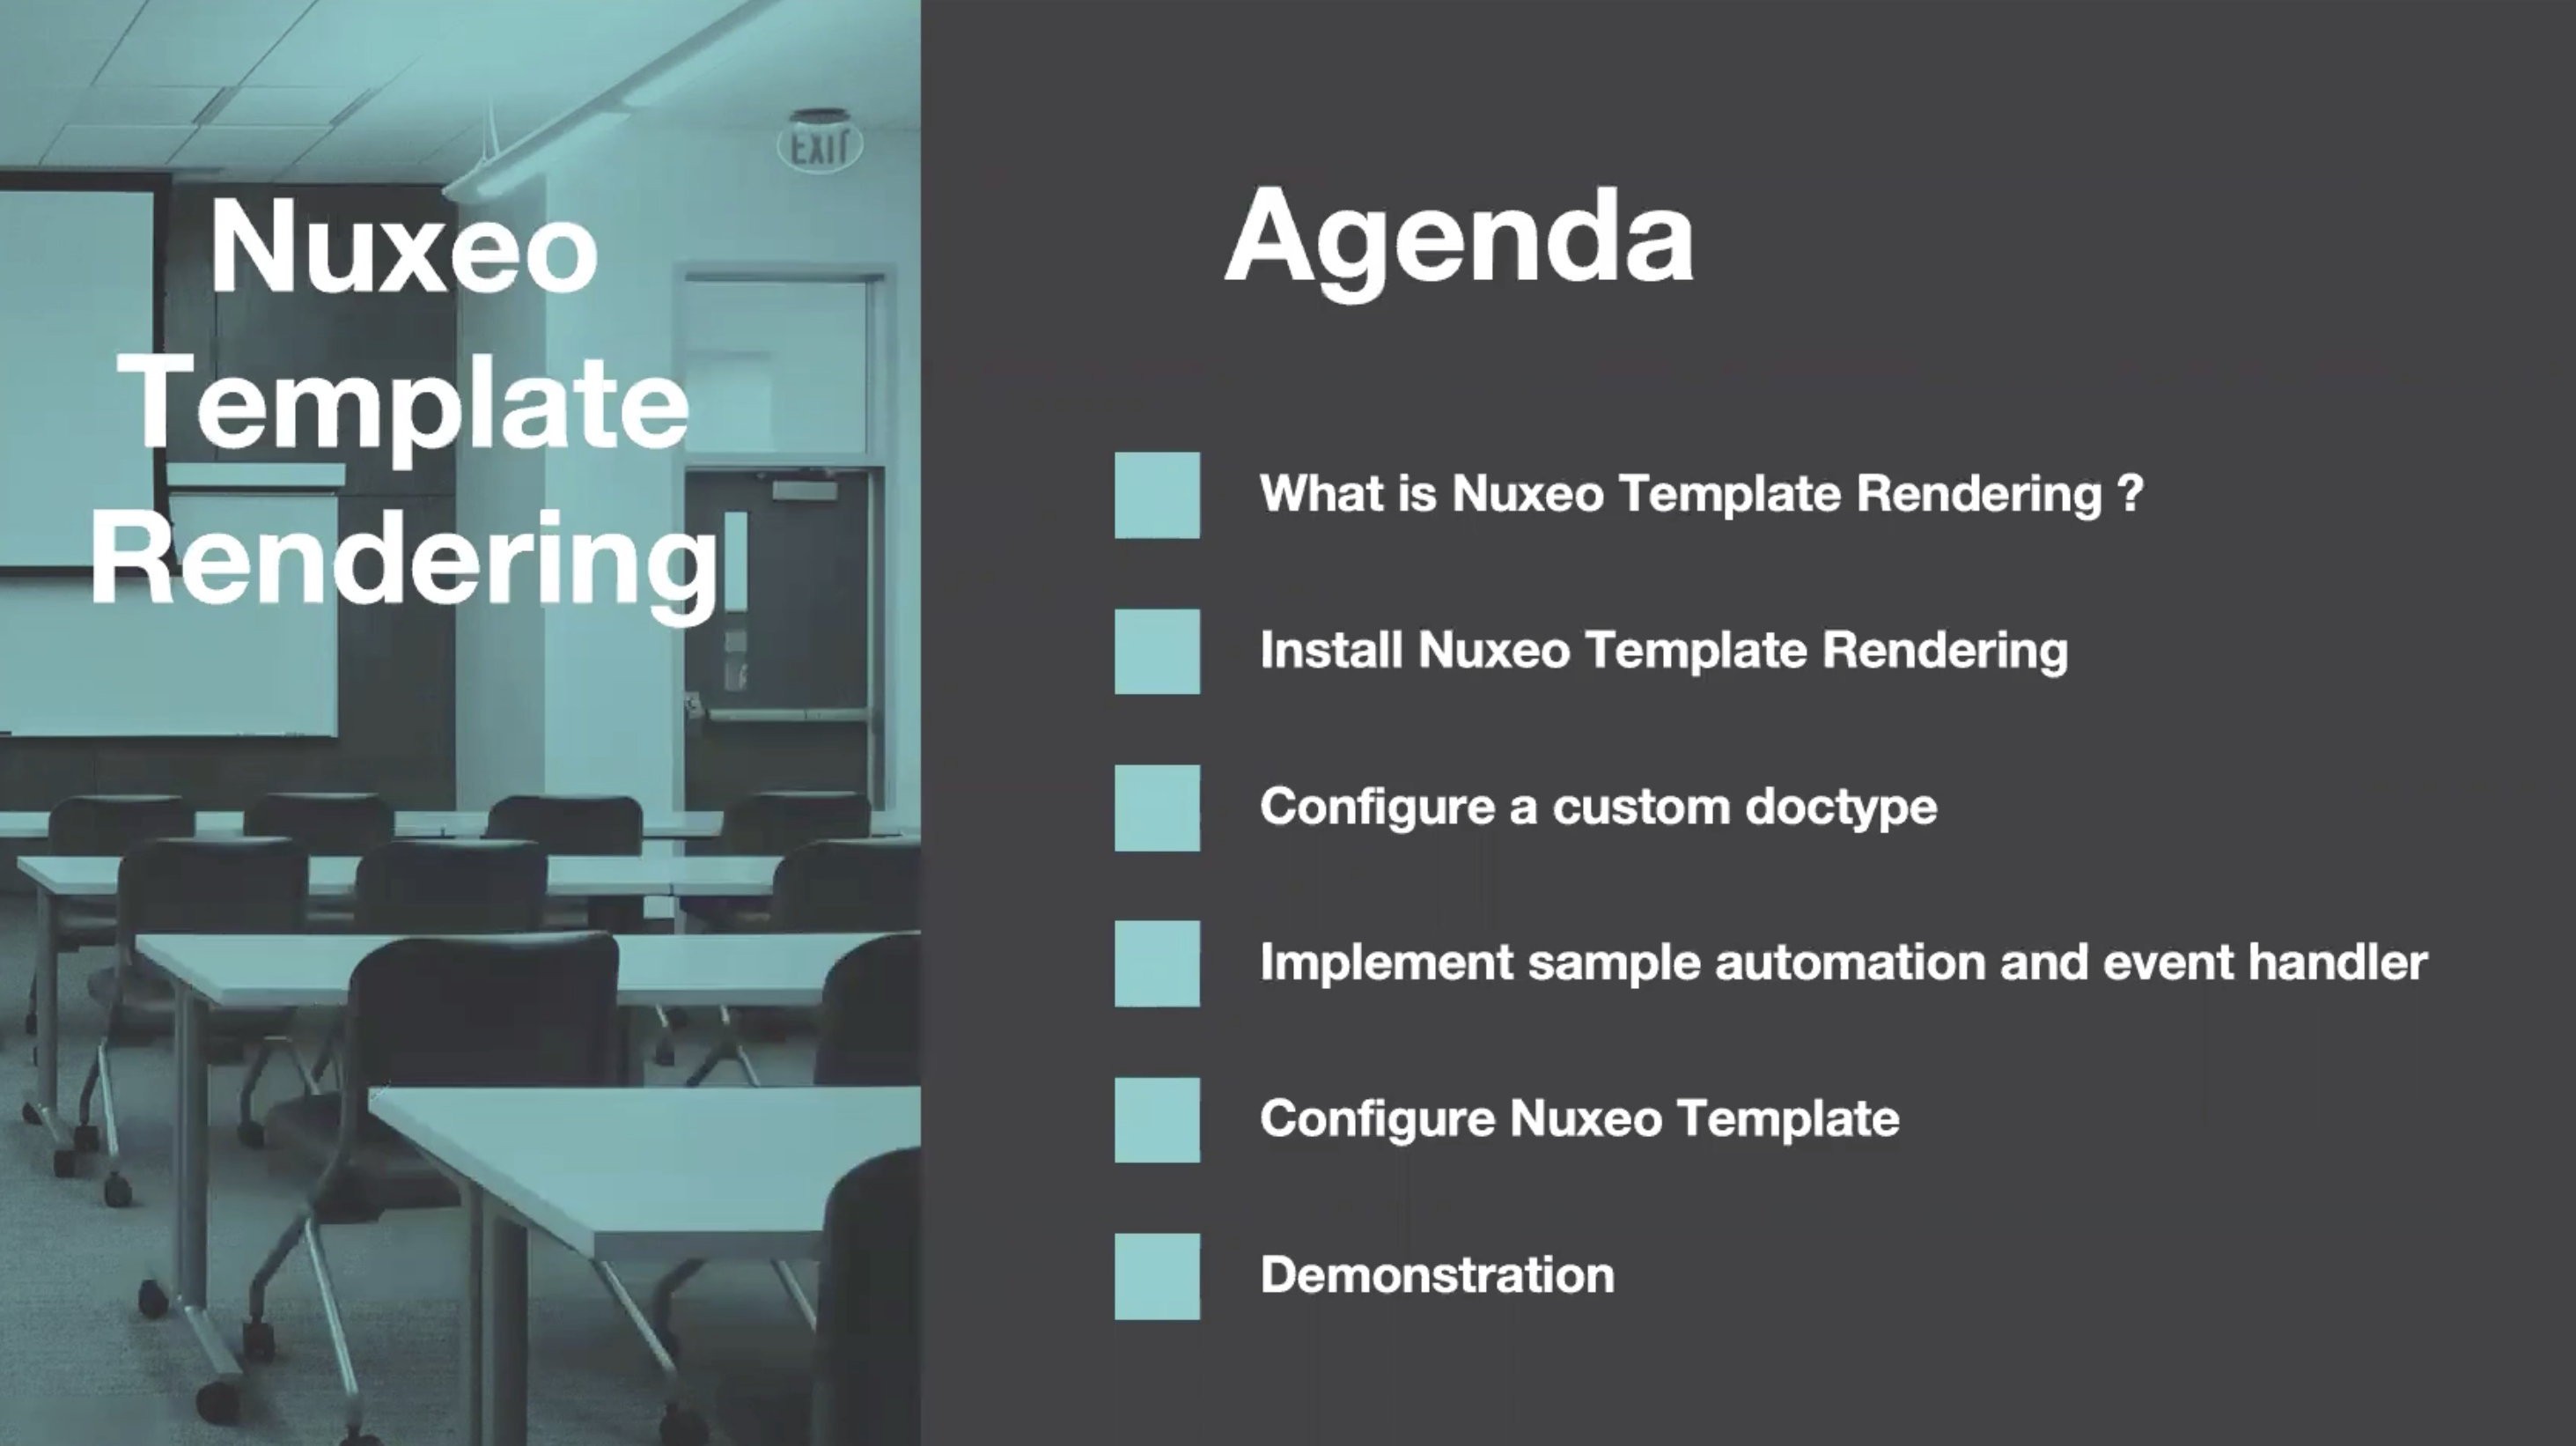 Nuxeo
Template
Rendering
EXIT
Agenda
What is Nuxeo Template Rendering ?
Install Nuxeo Template Rendering
Configure a custom doctype
Implement sample automation and event handler
Configure Nuxeo Template
Demonstration